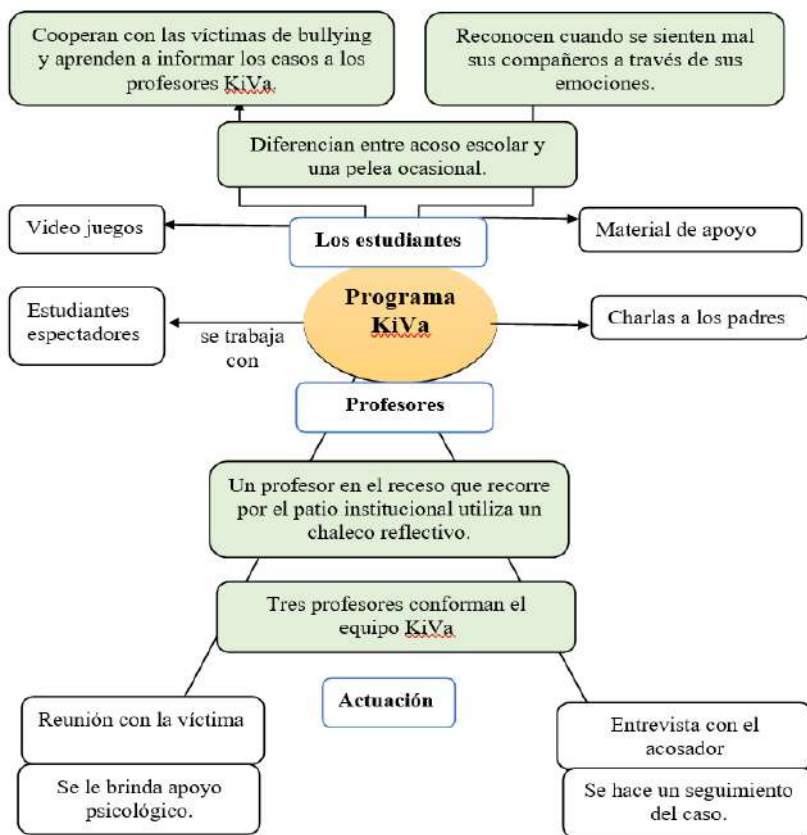 Cooperan con las víctimas de bullying
y aprenden a informar los casos a los
profesores KiVa.
Reconocen cuando se sienten mal
sus compañeros a través de sus
emociones.
Diferencian entre acoso escolar y
una pelea ocasional.
Video juegos
Los estudiantes
Material de apoyo
Estudiantes
espectadores
se trabaja
con
Programa
KiVa
Charlas a los padres
Profesores
Un profesor en el receso que recorre
por el patio institucional utiliza un
chaleco reflectivo.
Tres profesores conforman el
equipo KiVa
Reunión con la víctima
Actuación
Entrevista con el
acosador
Se le brinda apoyo
psicológico.
Se hace un seguimiento
del caso.